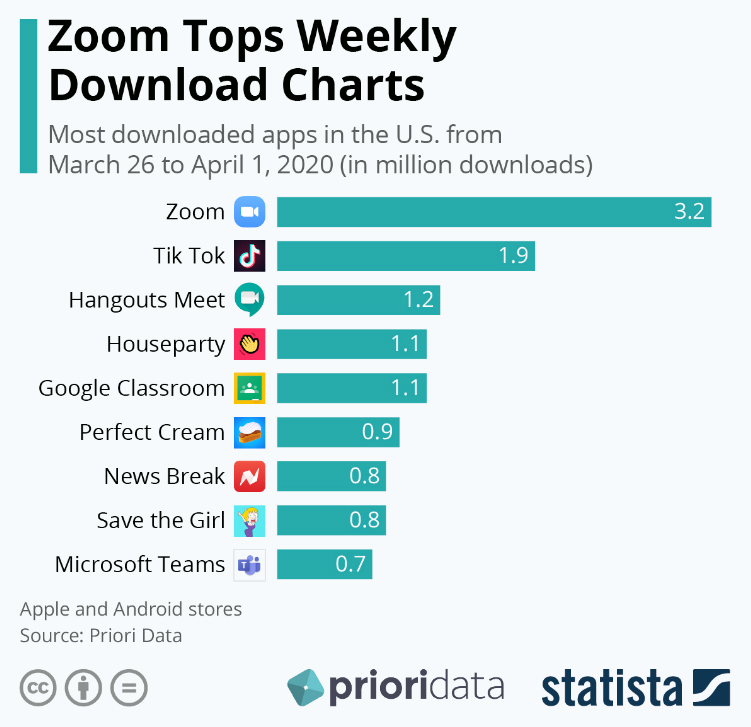 Zoom Tops Weekly
Download Charts
Most downloaded apps in the U.S. from
March 26 to April 1, 2020 (in million downloads)
Zoom 3.2
Tik Tok 1.9
Hangouts Meet 1.2
Houseparty 1.1
Google Classroom 1.1
Perfect Cream 0.9
News Break 0.8
Save the Girl 0.8
Microsoft Teams 0.7
Apple and Android stores
Source: Priori Data
cc prioridata statista